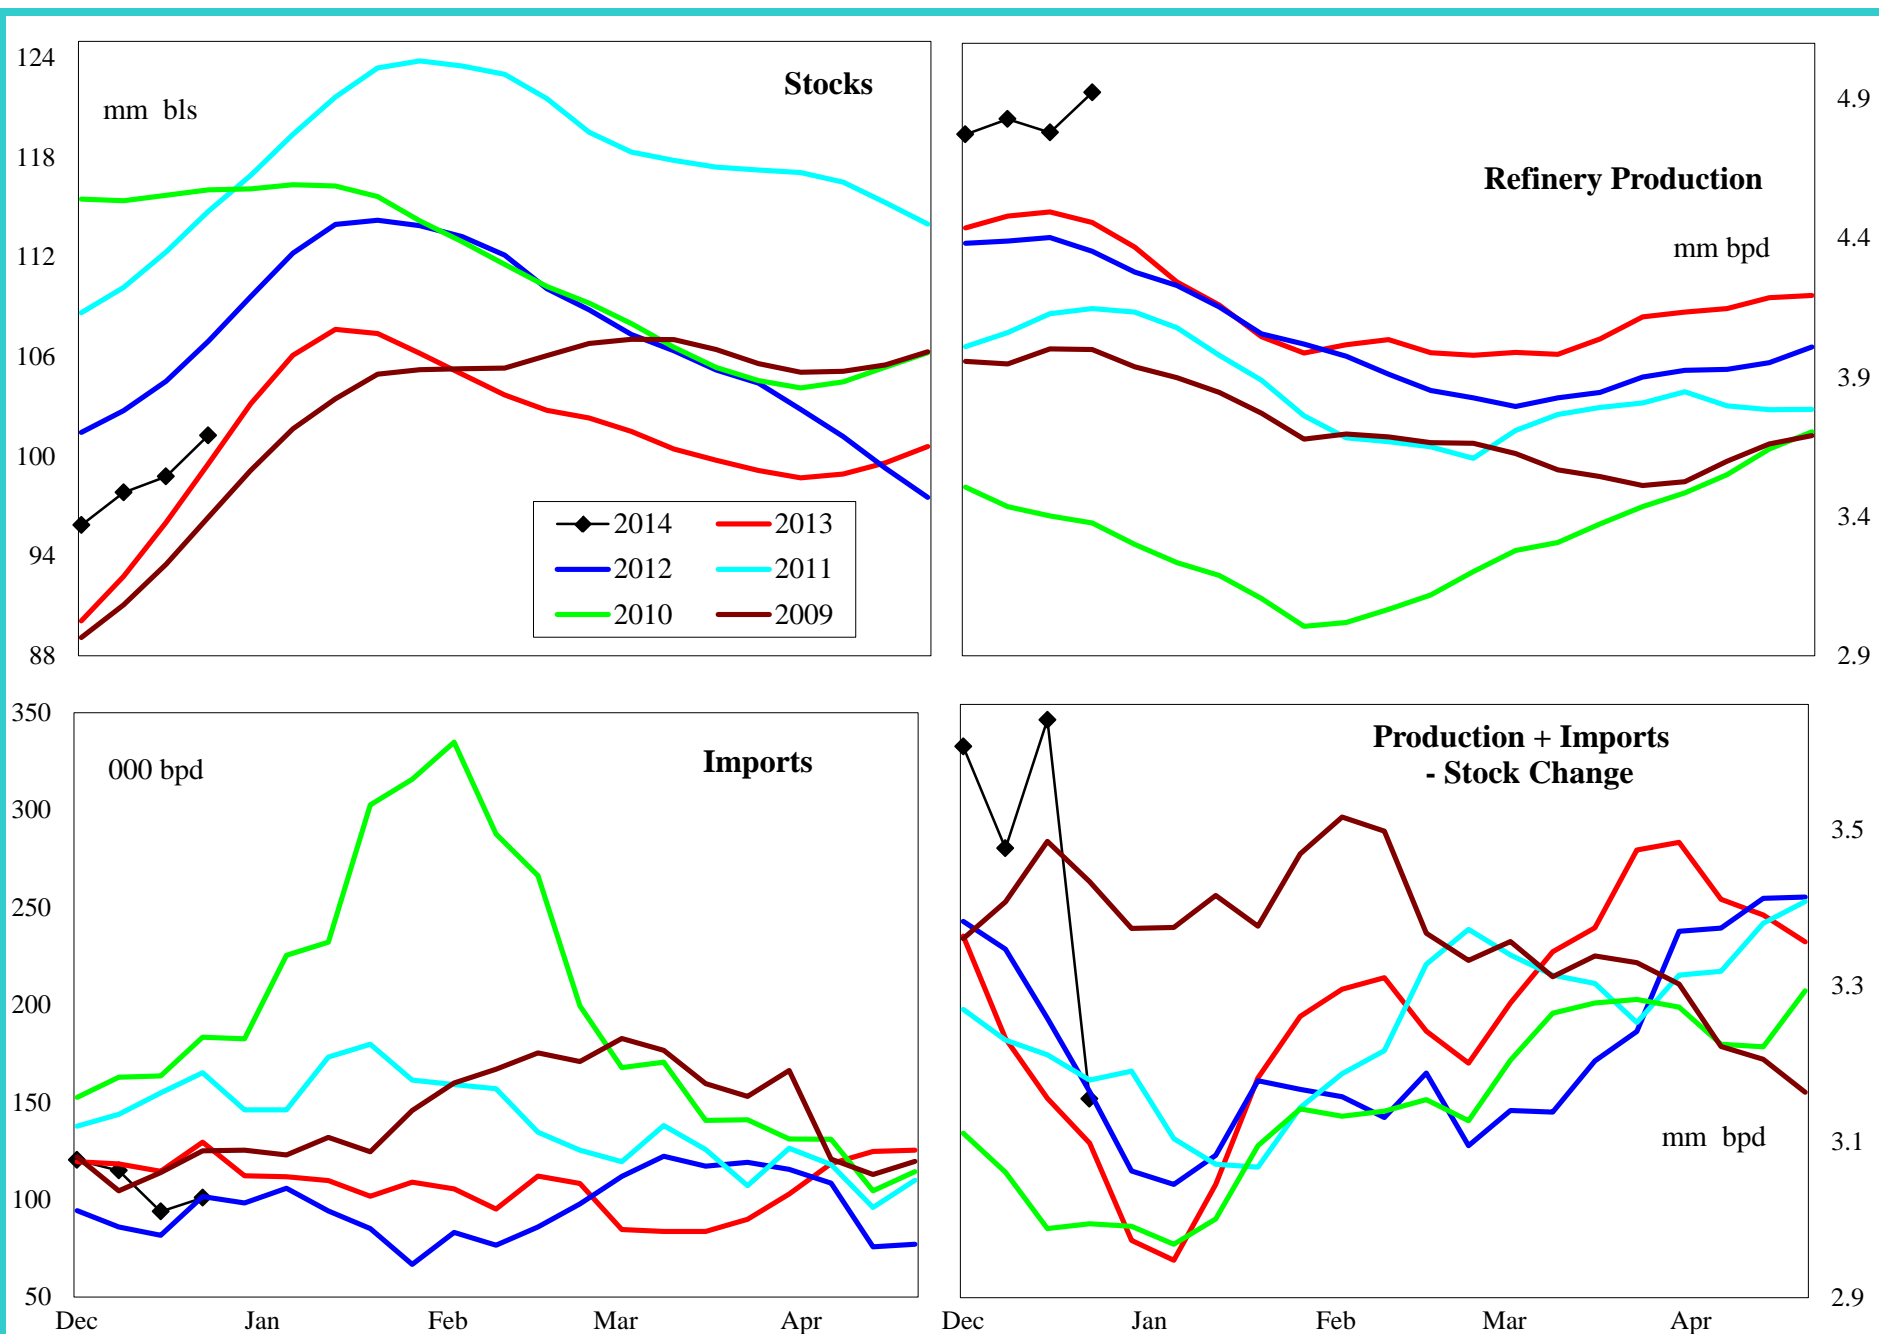 Stocks
mm bls
124
118
112
106
100
94
88
2014
2013
2012
2011
2010
2009
Refinery Production
mm bpd
4.9
4.4
3.9
3.4
2.9
Imports
000 bpd
350
300
250
200
150
100
50
Dec Jan Feb Mar Apr
Production + Imports
- Stock Change
mm bpd
3.5
3.3
3.1
2.9
Dec Jan Feb Mar Apr